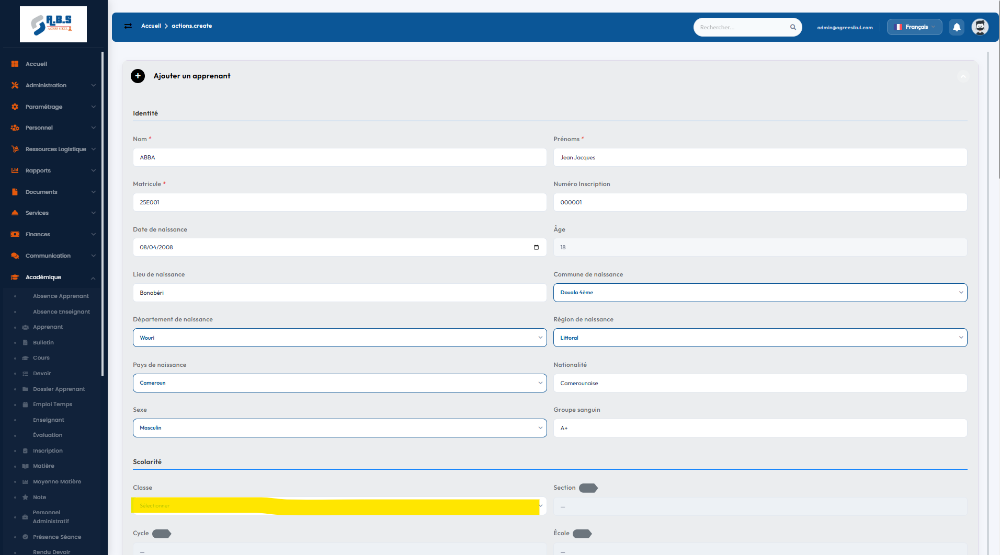 A.B.S
AGREE SIKUL
Accueil
actions.create
Rechercher...
admin@agreesikul.com
Français
Accueil
Administration
Paramétrage
Personnel
Ressources Logistique
Rapports
Documents
Services
Finances
Communication
Académique
Absence Apprenant
Absence Enseignant
Apprenant
Bulletin
Cours
Devoir
Dossier Apprenant
Emploi Temps
Enseignant
Évaluation
Inscription
Matière
Moyenne Matière
Note
Personnel
Administratif
Présence Séance
Rendu Devoir
Ajouter un apprenant
Identité
Nom *
Prénoms *
ABBA
Jean Jacques
Matricule *
Numéro Inscription
25E001
000001
Date de naissance
Âge
08/04/2008
18
Lieu de naissance
Commune de naissance
Bonabéri
Douala 4ème
Département de naissance
Région de naissance
Wouri
Littoral
Pays de naissance
Nationalité
Cameroun
Camerounaise
Sexe
Groupe sanguin
Masculin
A+
Scolarité
Classe
Section
Sélectionner
—
Cycle
École
—
—